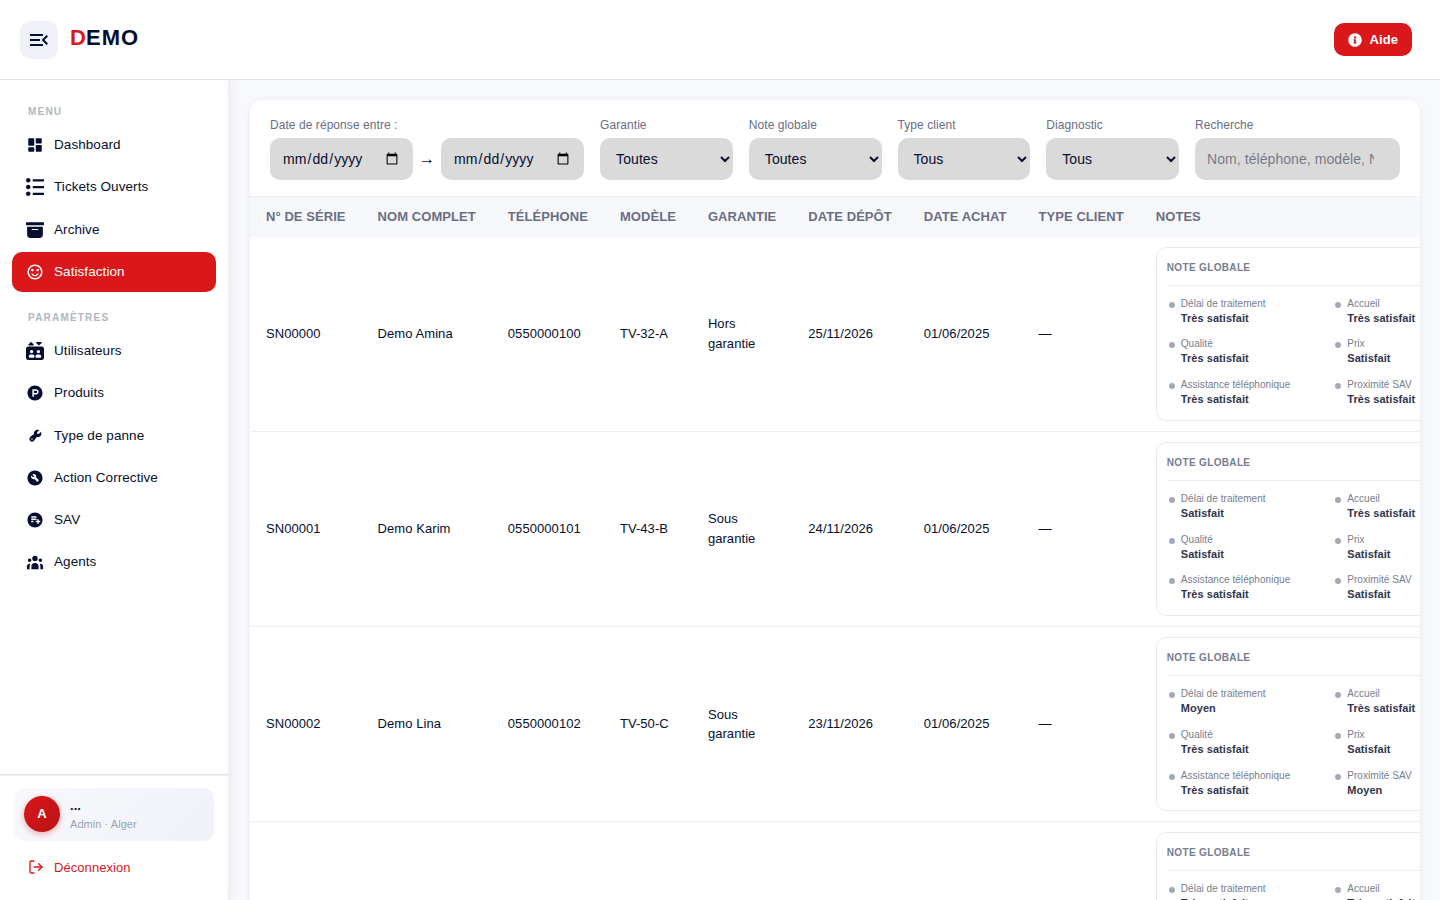 DEMO
Aide
MENU
Dashboard
Tickets Ouverts
Archive
Satisfaction
PARAMÈTRES
Utilisateurs
Produits
Type de panne
Action Corrective
SAV
Agents
A
...
Admin · Alger
Déconnexion
Date de réponse entre :
mm/dd/yyyy → mm/dd/yyyy
Garantie
Toutes
Note globale
Toutes
Type client
Tous
Diagnostic
Tous
Recherche
Nom, téléphone, modèle, N
N° DE SÉRIE NOM COMPLET TÉLÉPHONE MODÈLE GARANTIE DATE DÉPÔT DATE ACHAT TYPE CLIENT NOTES
SN00000 Demo Amina 0550000100 TV-32-A Hors garantie 25/11/2026 01/06/2025 —
NOTE GLOBALE
Délai de traitement Accueil
Très satisfait Très satisfait
Qualité Prix
Très satisfait Satisfait
Assistance téléphonique Proximité SAV
Très satisfait Très satisfait
SN00001 Demo Karim 0550000101 TV-43-B Sous garantie 24/11/2026 01/06/2025 —
NOTE GLOBALE
Délai de traitement Accueil
Satisfait Très satisfait
Qualité Prix
Satisfait Satisfait
Assistance téléphonique Proximité SAV
Très satisfait Satisfait
SN00002 Demo Lina 0550000102 TV-50-C Sous garantie 23/11/2026 01/06/2025 —
NOTE GLOBALE
Délai de traitement Accueil
Moyen Très satisfait
Qualité Prix
Très satisfait Satisfait
Assistance téléphonique Proximité SAV
Très satisfait Moyen
NOTE GLOBALE
Délai de traitement Accueil